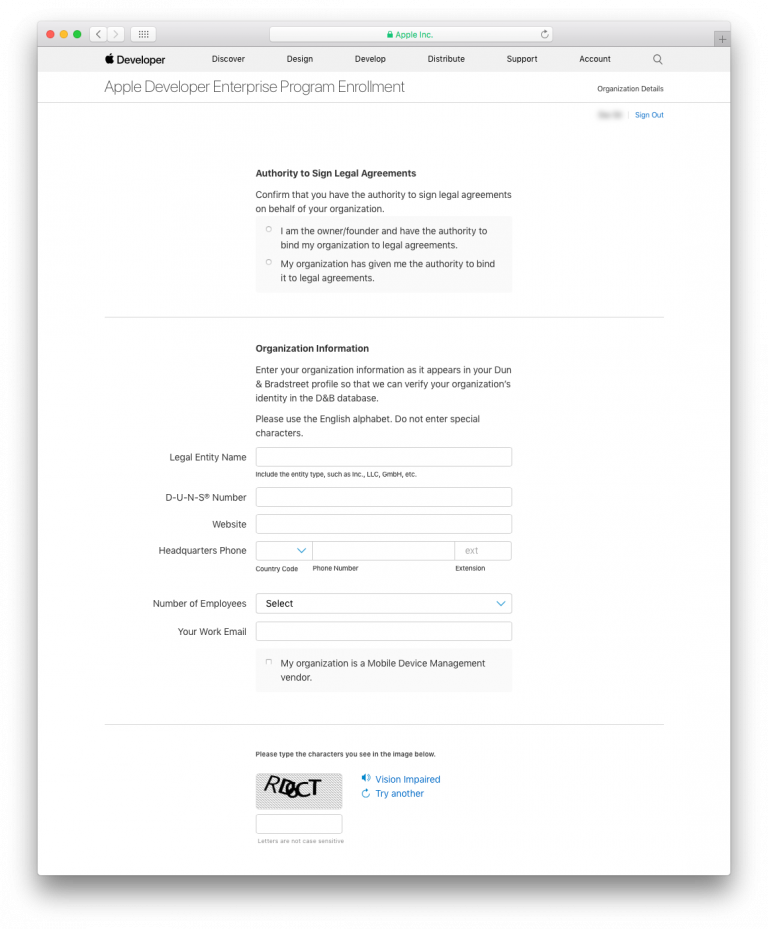 Apple Inc.
Developer Discover Design Develop Distribute Support Account
Apple Developer Enterprise Program Enrollment Organization Details
Sign Out
Authority to Sign Legal Agreements
Confirm that you have the authority to sign legal agreements
on behalf of your organization.
I am the owner/founder and have the authority to
bind my organization to legal agreements.
My organization has given me the authority to bind
it to legal agreements.
Organization Information
Enter your organization information as it appears in your Dun
& Bradstreet profile so that we can verify your organization's
identity in the D&B database.
Please use the English alphabet. Do not enter special
characters.
Legal Entity Name
Include the entity type, such as Inc., LLC, GmbH, etc.
D-U-N-S® Number
Website
Headquarters Phone ext
Country Code Phone Number Extension
Number of Employees Select
Your Work Email
My organization is a Mobile Device Management
vendor.
Please type the characters you see in the image below.
Vision Impaired
Try another
Letters are not case sensitive